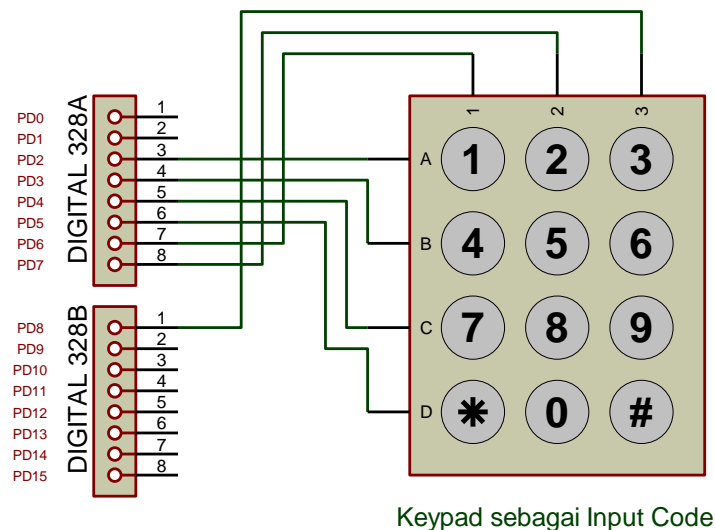 DIGITAL 328A
PD0 1
PD1 2
PD2 3
PD3 4
PD4 5
PD5 6
PD6 7
PD7 8
DIGITAL 328B
PD8 1
PD9 2
PD10 3
PD11 4
PD12 5
PD13 6
PD14 7
PD15 8
1 2 3
A 1 2 3
B 4 5 6
C 7 8 9
D * 0 #
Keypad sebagai Input Code